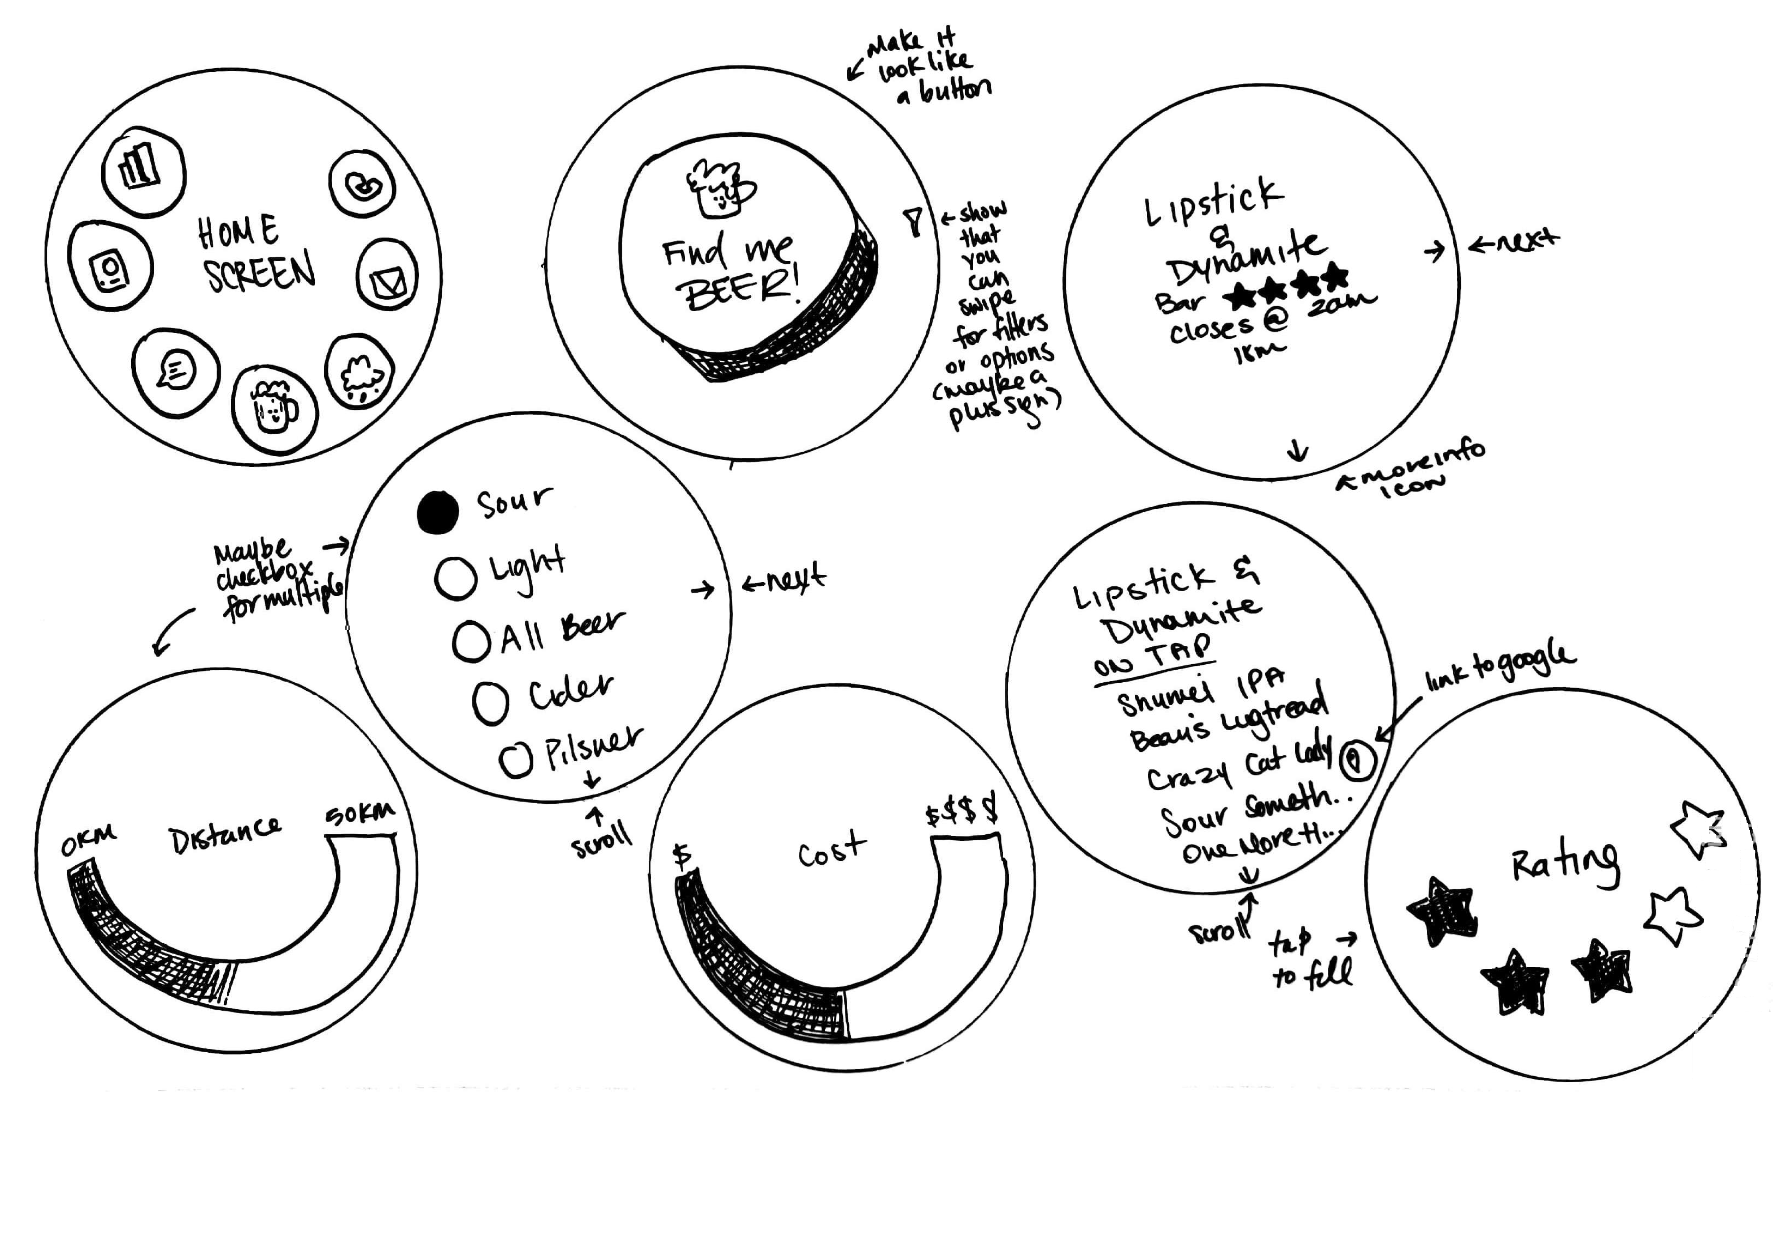 HOME
SCREEN
Make it
look like
a button
Find me
BEER!
show
that
you
can
swipe
for filters
or options
(maybe a
plus sign)
Lipstick
&
Dynamite
Bar
closes @ 2am
1km
next
more info
icon
Maybe
checkbox
for multiple
Sour
Light
All Beer
Cider
Pilsner
next
scroll
0KM
Distance
50KM
$
Cost
$$$$
Lipstick &
Dynamite
ON TAP
IPA
Beau's Lugtread
Crazy Cat Lady
Sour Someth..
One More th...
link to google
scroll
tap
to fill
Rating